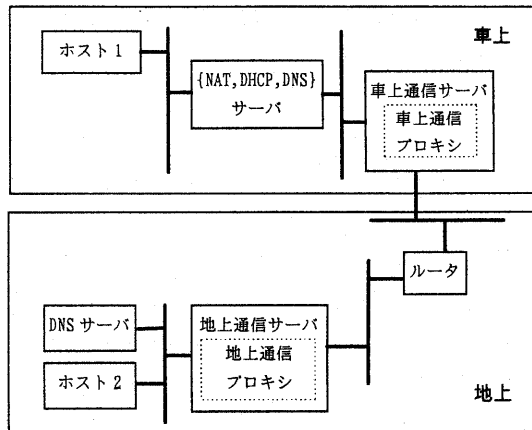 車上
ホスト1
{NAT,DHCP,DNS}
サーバ
車上通信サーバ
車上通信
プロキシ
ルータ
DNSサーバ
ホスト2
地上通信サーバ
地上通信
プロキシ
地上